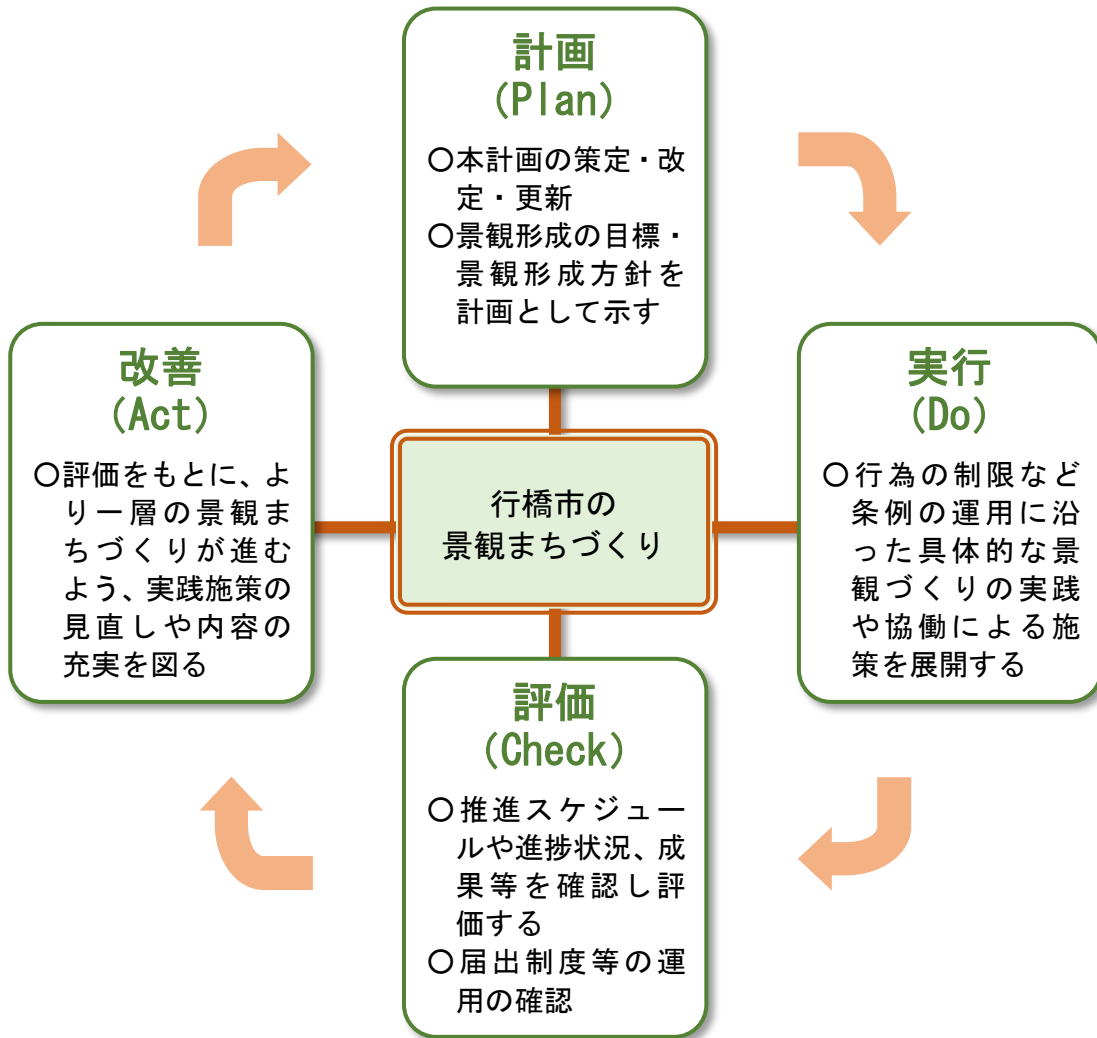 計画
(Plan)
〇本計画の策定・改
定・更新
〇景観形成の目標・
景観形成方針を
計画として示す
改善
(Act)
〇評価をもとに、よ
り一層の景観ま
ちづくりが進む
よう、実践施策の
見直しや内容の
充実を図る
行橋市の
景観まちづくり
実行
(Do)
〇行為の制限など
条例の運用に沿
った具体的な景
観づくりの実践
や協働による施
策を展開する
評価
(Check)
〇推進スケジュー
ルや進捗状況、成
果等を確認し評
価する
〇届出制度等の運
用の確認